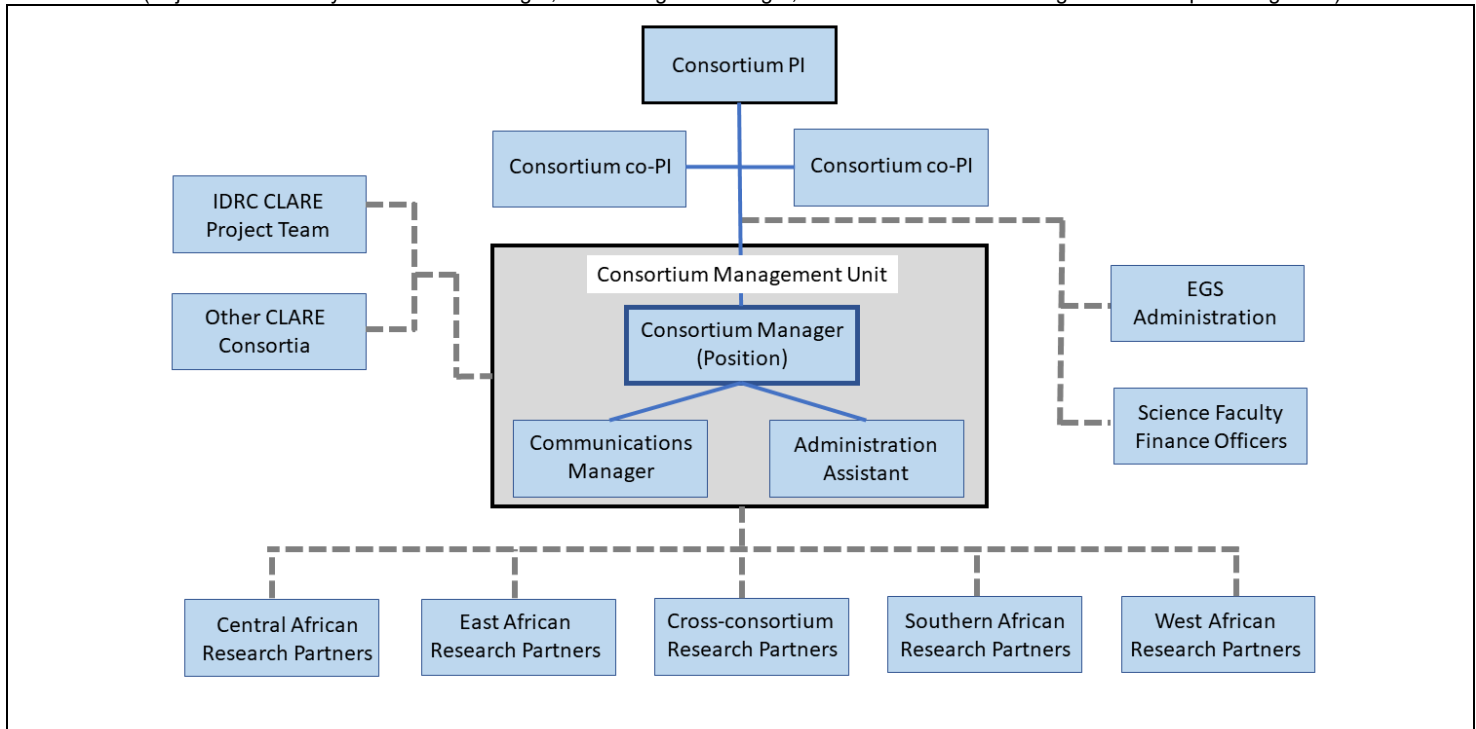 Consortium PI
Consortium co-PI
Consortium co-PI
IDRC CLARE
Project Team
Other CLARE
Consortia
Consortium Management Unit
Consortium Manager
(Position)
Communications
Manager
Administration
Assistant
EGS
Administration
Science Faculty
Finance Officers
Central African
Research Partners
East African
Research Partners
Cross-consortium
Research Partners
Southern African
Research Partners
West African
Research Partners